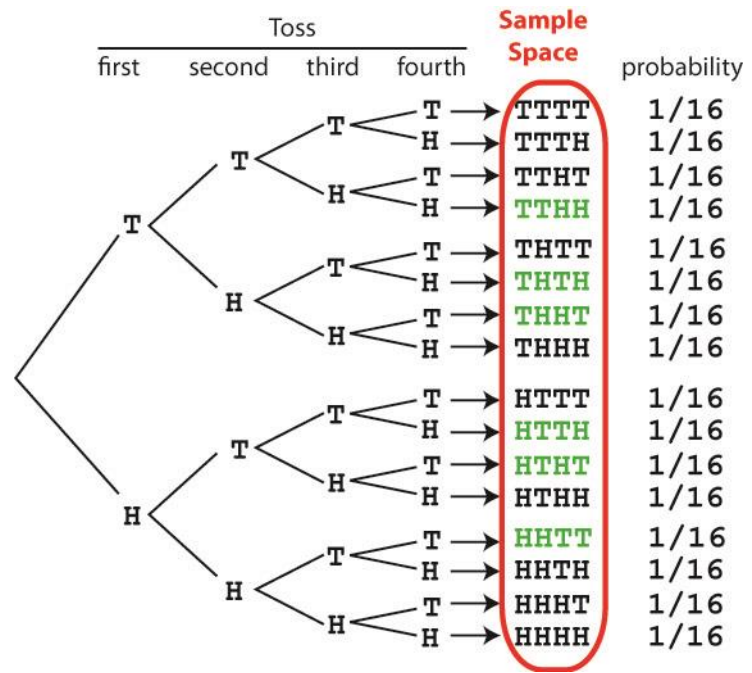 Toss
Sample
Space
first second third fourth probability
T TTTT 1/16
T
H TTTH 1/16
T
T TTHT 1/16
H
H TTHH 1/16
T
T THTT 1/16
T
H THTH 1/16
H
T THHT 1/16
H
H THHH 1/16
T HTTT 1/16
T
H HTTH 1/16
T
T HTHT 1/16
H
H HTHH 1/16
H
T HHTT 1/16
T
H HHTH 1/16
H
T HHHT 1/16
H
H HHHH 1/16